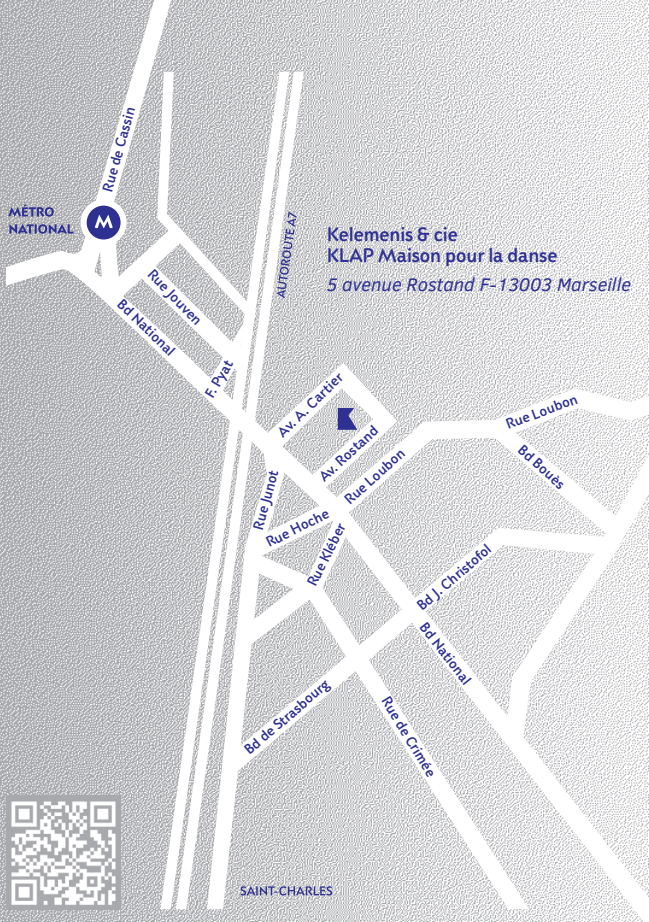 Rue de Cassin
MÉTRO
NATIONAL
M
AUTOROUTE A7
Kelemenis & cie
KLAP Maison pour la danse
5 avenue Rostand F-13003 Marseille
Rue Jouven
Bd National
F. Pyat
Av. A. Cartier
Av. Rostand
Rue Loubon
Rue Loubon
Bd Bouès
Rue Junot
Rue Hoche
Rue Kléber
Bd J. Christofol
Bd National
Bd de Strasbourg
Rue de Crimée
SAINT-CHARLES